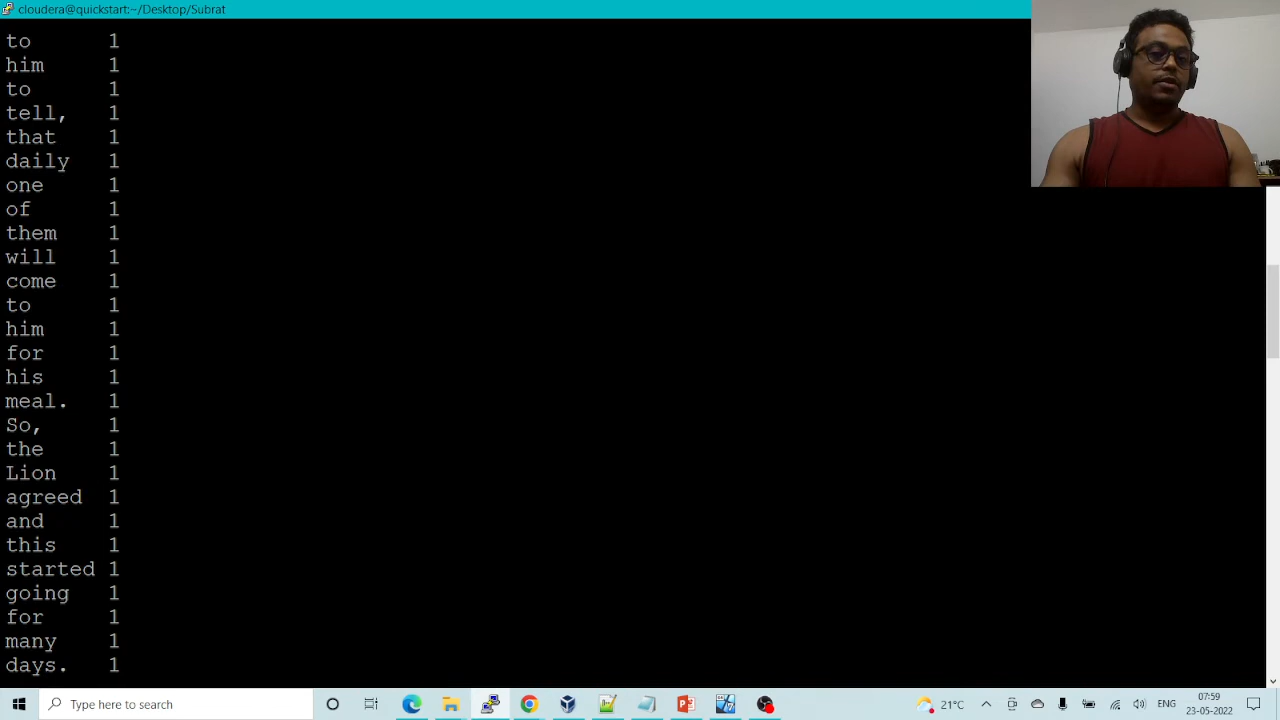 cloudera@quickstart:~/Desktop/Subrat
to 1
him 1
to 1
tell, 1
that 1
daily 1
one 1
of 1
them 1
will 1
come 1
to 1
him 1
for 1
his 1
meal. 1
So, 1
the 1
Lion 1
agreed 1
and 1
this 1
started 1
going 1
for 1
many 1
days. 1
Type here to search
21°C
ENG
07:59
23-05-2022